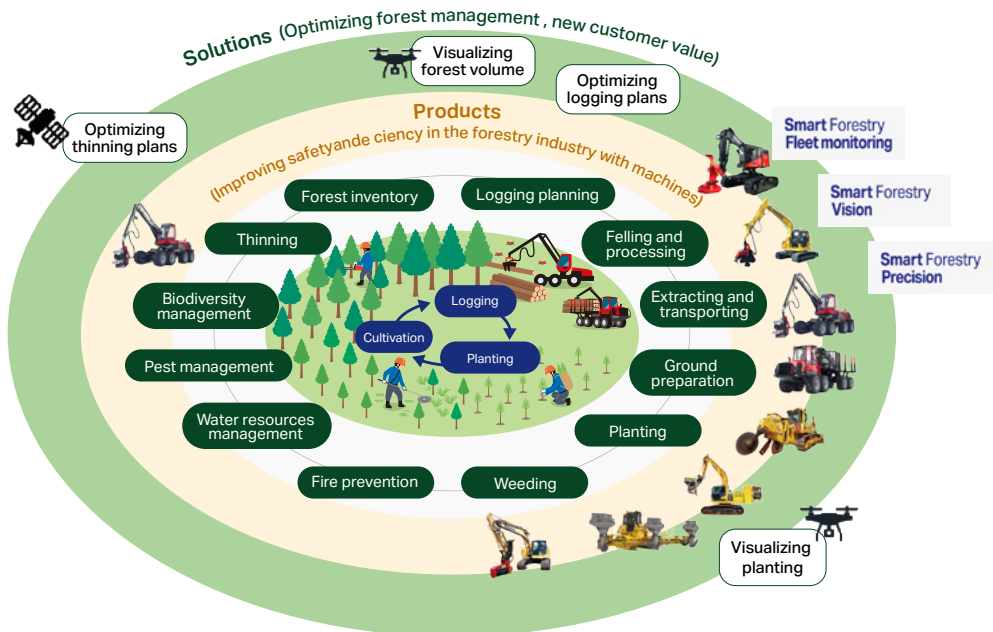 Solutions (Optimizing forest management , new customer value)
Visualizing
forest volume
Optimizing
logging plans
Optimizing
thinning plans
Products
(Improving safetyande ciency in the forestry industry with machines)
Smart Forestry
Fleet monitoring
Smart Forestry
Vision
Smart Forestry
Precision
Forest inventory
Logging planning
Thinning
Felling and
processing
Biodiversity
management
Extracting and
transporting
Logging
Cultivation
Planting
Pest management
Ground
preparation
Water resources
management
Planting
Fire prevention
Weeding
Visualizing
planting